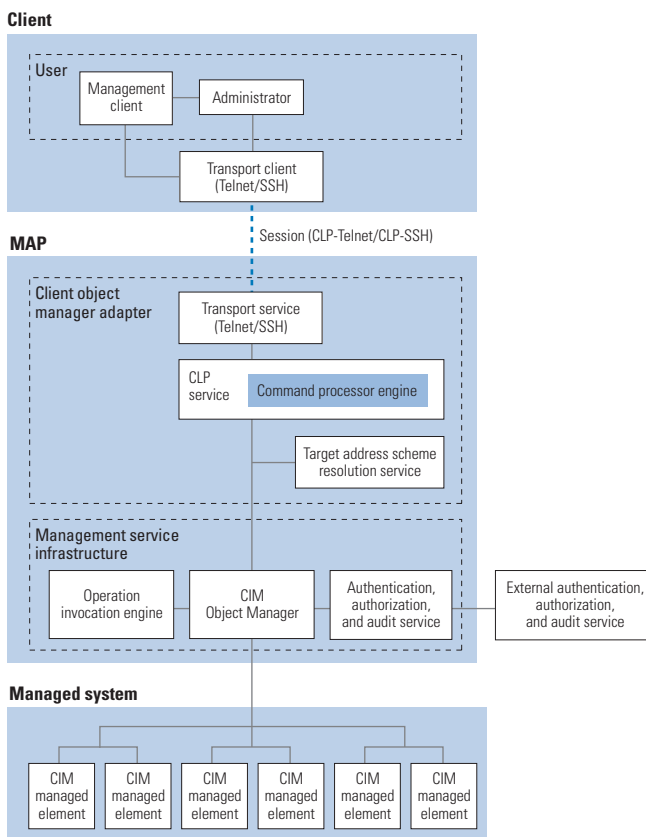 Client
User
Management
client
Administrator
Transport client
(Telnet/SSH)
Session (CLP-Telnet/CLP-SSH)
MAP
Client object
manager adapter
Transport service
(Telnet/SSH)
CLP
service
Command processor engine
Target address scheme
resolution service
Management service
infrastructure
Operation
invocation engine
CIM
Object Manager
Authentication,
authorization,
and audit service
External authentication,
authorization,
and audit service
Managed system
CIM
managed
element
CIM
managed
element
CIM
managed
element
CIM
managed
element
CIM
managed
element
CIM
managed
element